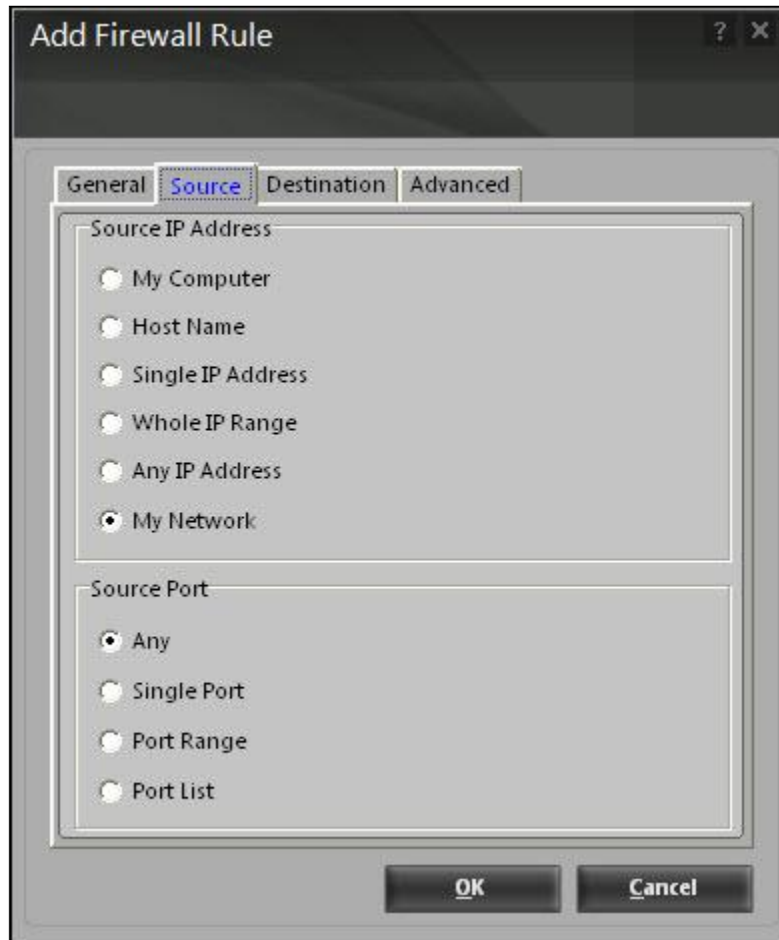 Add Firewall Rule
? ×
General Source Destination Advanced
Source IP Address
My Computer
Host Name
Single IP Address
Whole IP Range
Any IP Address
My Network
Source Port
Any
Single Port
Port Range
Port List
OK Cancel